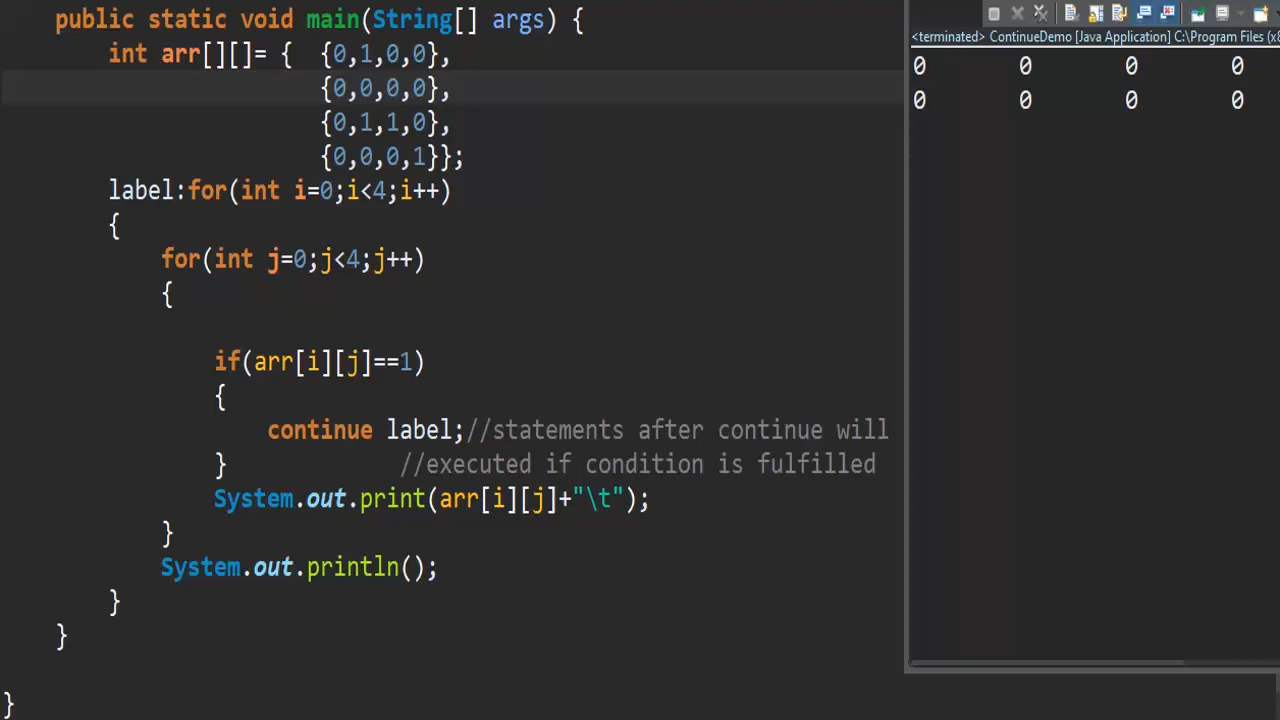 public static void main(String[] args) {
int arr[][]= { {0,1,0,0},
{0,0,0,0},
{0,1,1,0},
{0,0,0,1}};
label:for(int i=0;i<4;i++)
{
for(int j=0;j<4;j++)
{
if(arr[i][j]==1)
{
continue label;//statements after continue will
} //executed if condition is fulfilled
System.out.print(arr[i][j]+"\t");
}
System.out.println();
}
}
}
<terminated> ContinueDemo [Java Application] C:\Program Files (x8
0 0 0 0
0 0 0 0